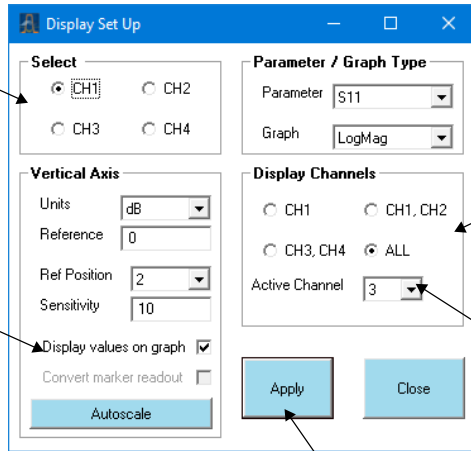 Display Set Up
Select
CH1
CH2
CH3
CH4
Parameter / Graph Type
Parameter
S11
Graph
LogMag
Vertical Axis
Units
dB
Reference
0
Ref Position
2
Sensitivity
10
Display values on graph
Convert marker readout
Autoscale
Display Channels
CH1
CH1, CH2
CH3, CH4
ALL
Active Channel
3
Apply
Close